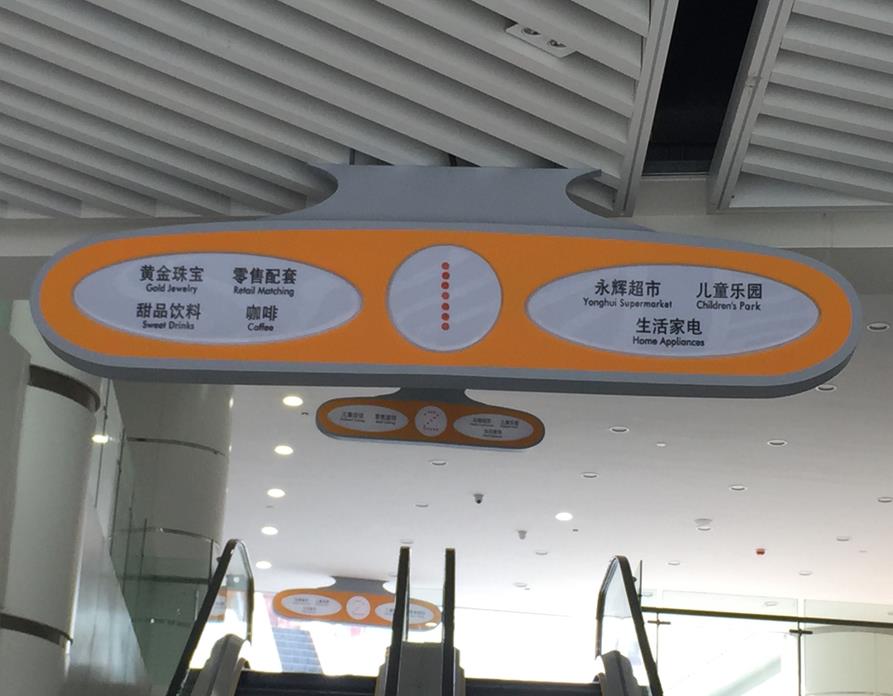 黄金珠宝 零售配套
Gold Jewelry Retail Matching
甜品饮料 咖啡
Sweet Drinks Coffee
1
永辉超市 儿童乐园
Yonghui Supermarket Children's Park
生活家电
Home Appliances
2